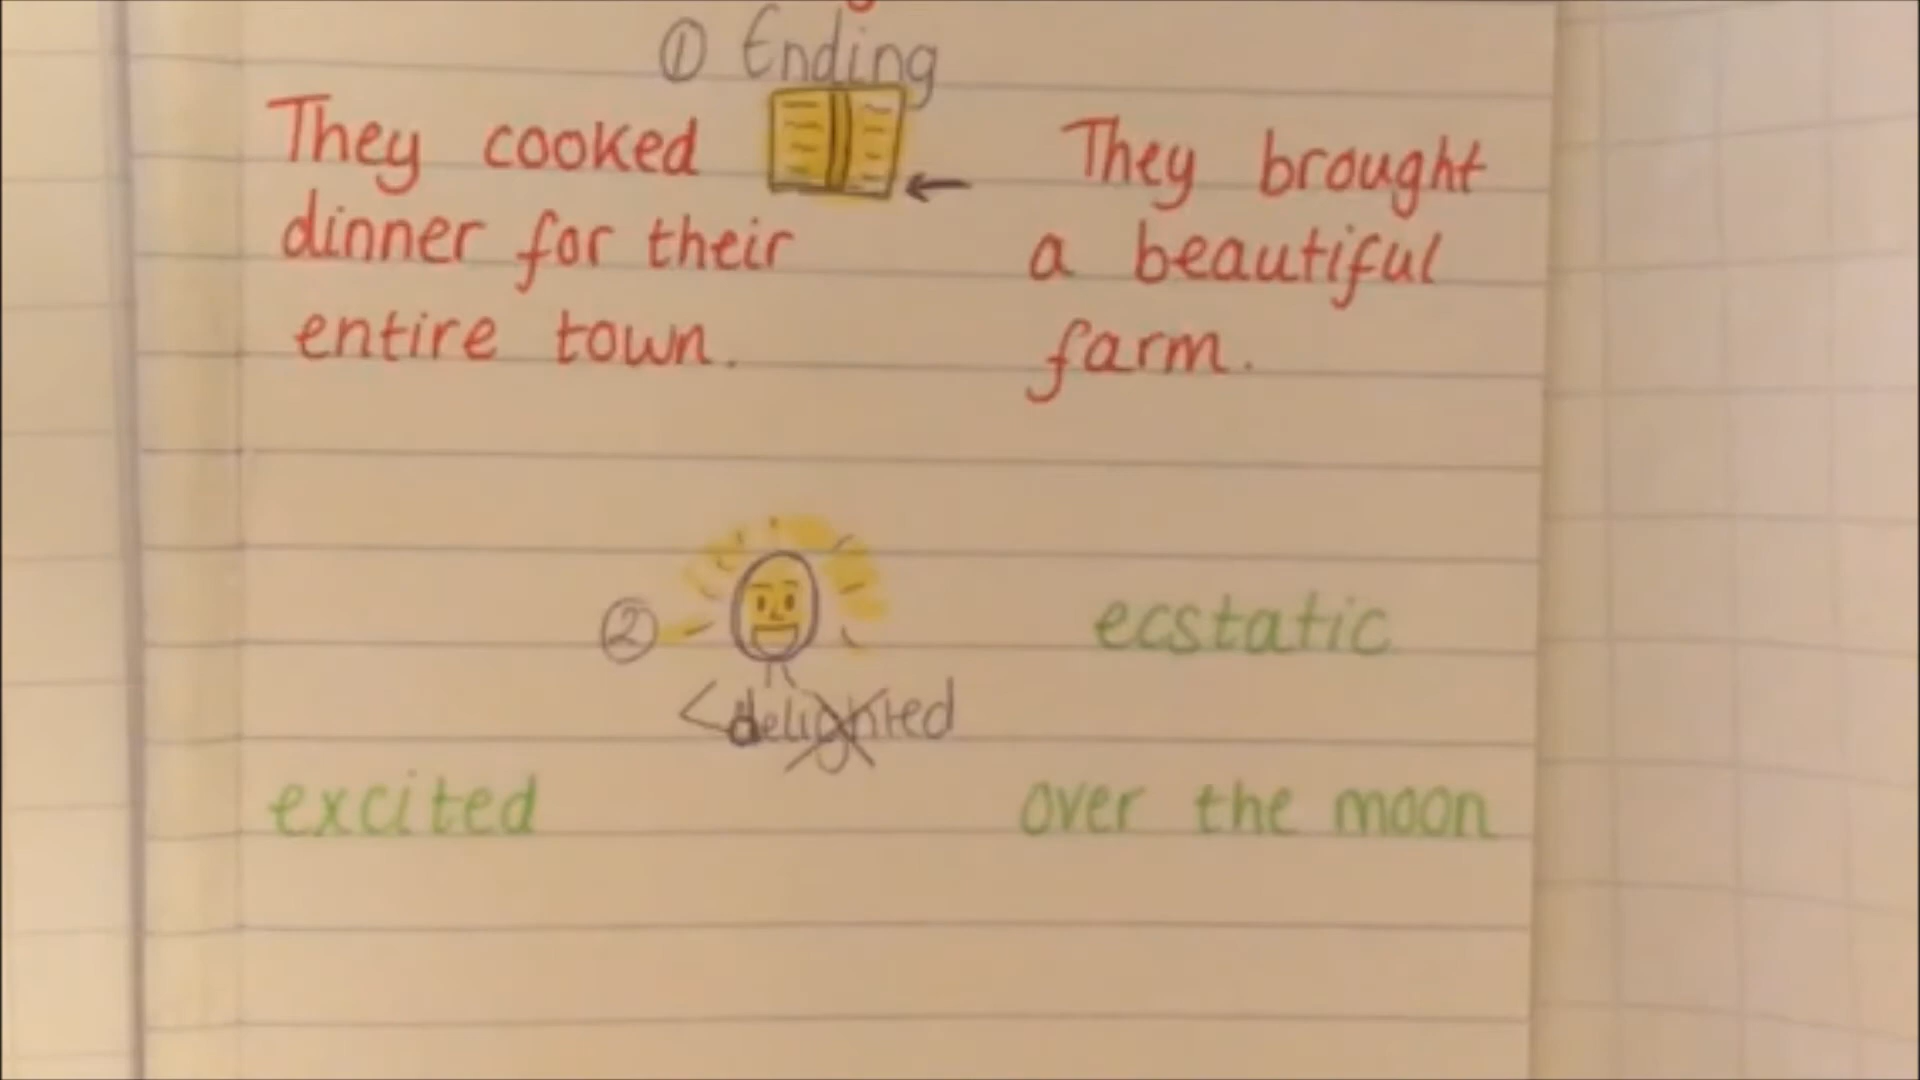 ① Ending
They cooked
dinner for their
entire town.
They brought
a beautiful
farm.
②
ecstatic
<delighted
excited
over the moon